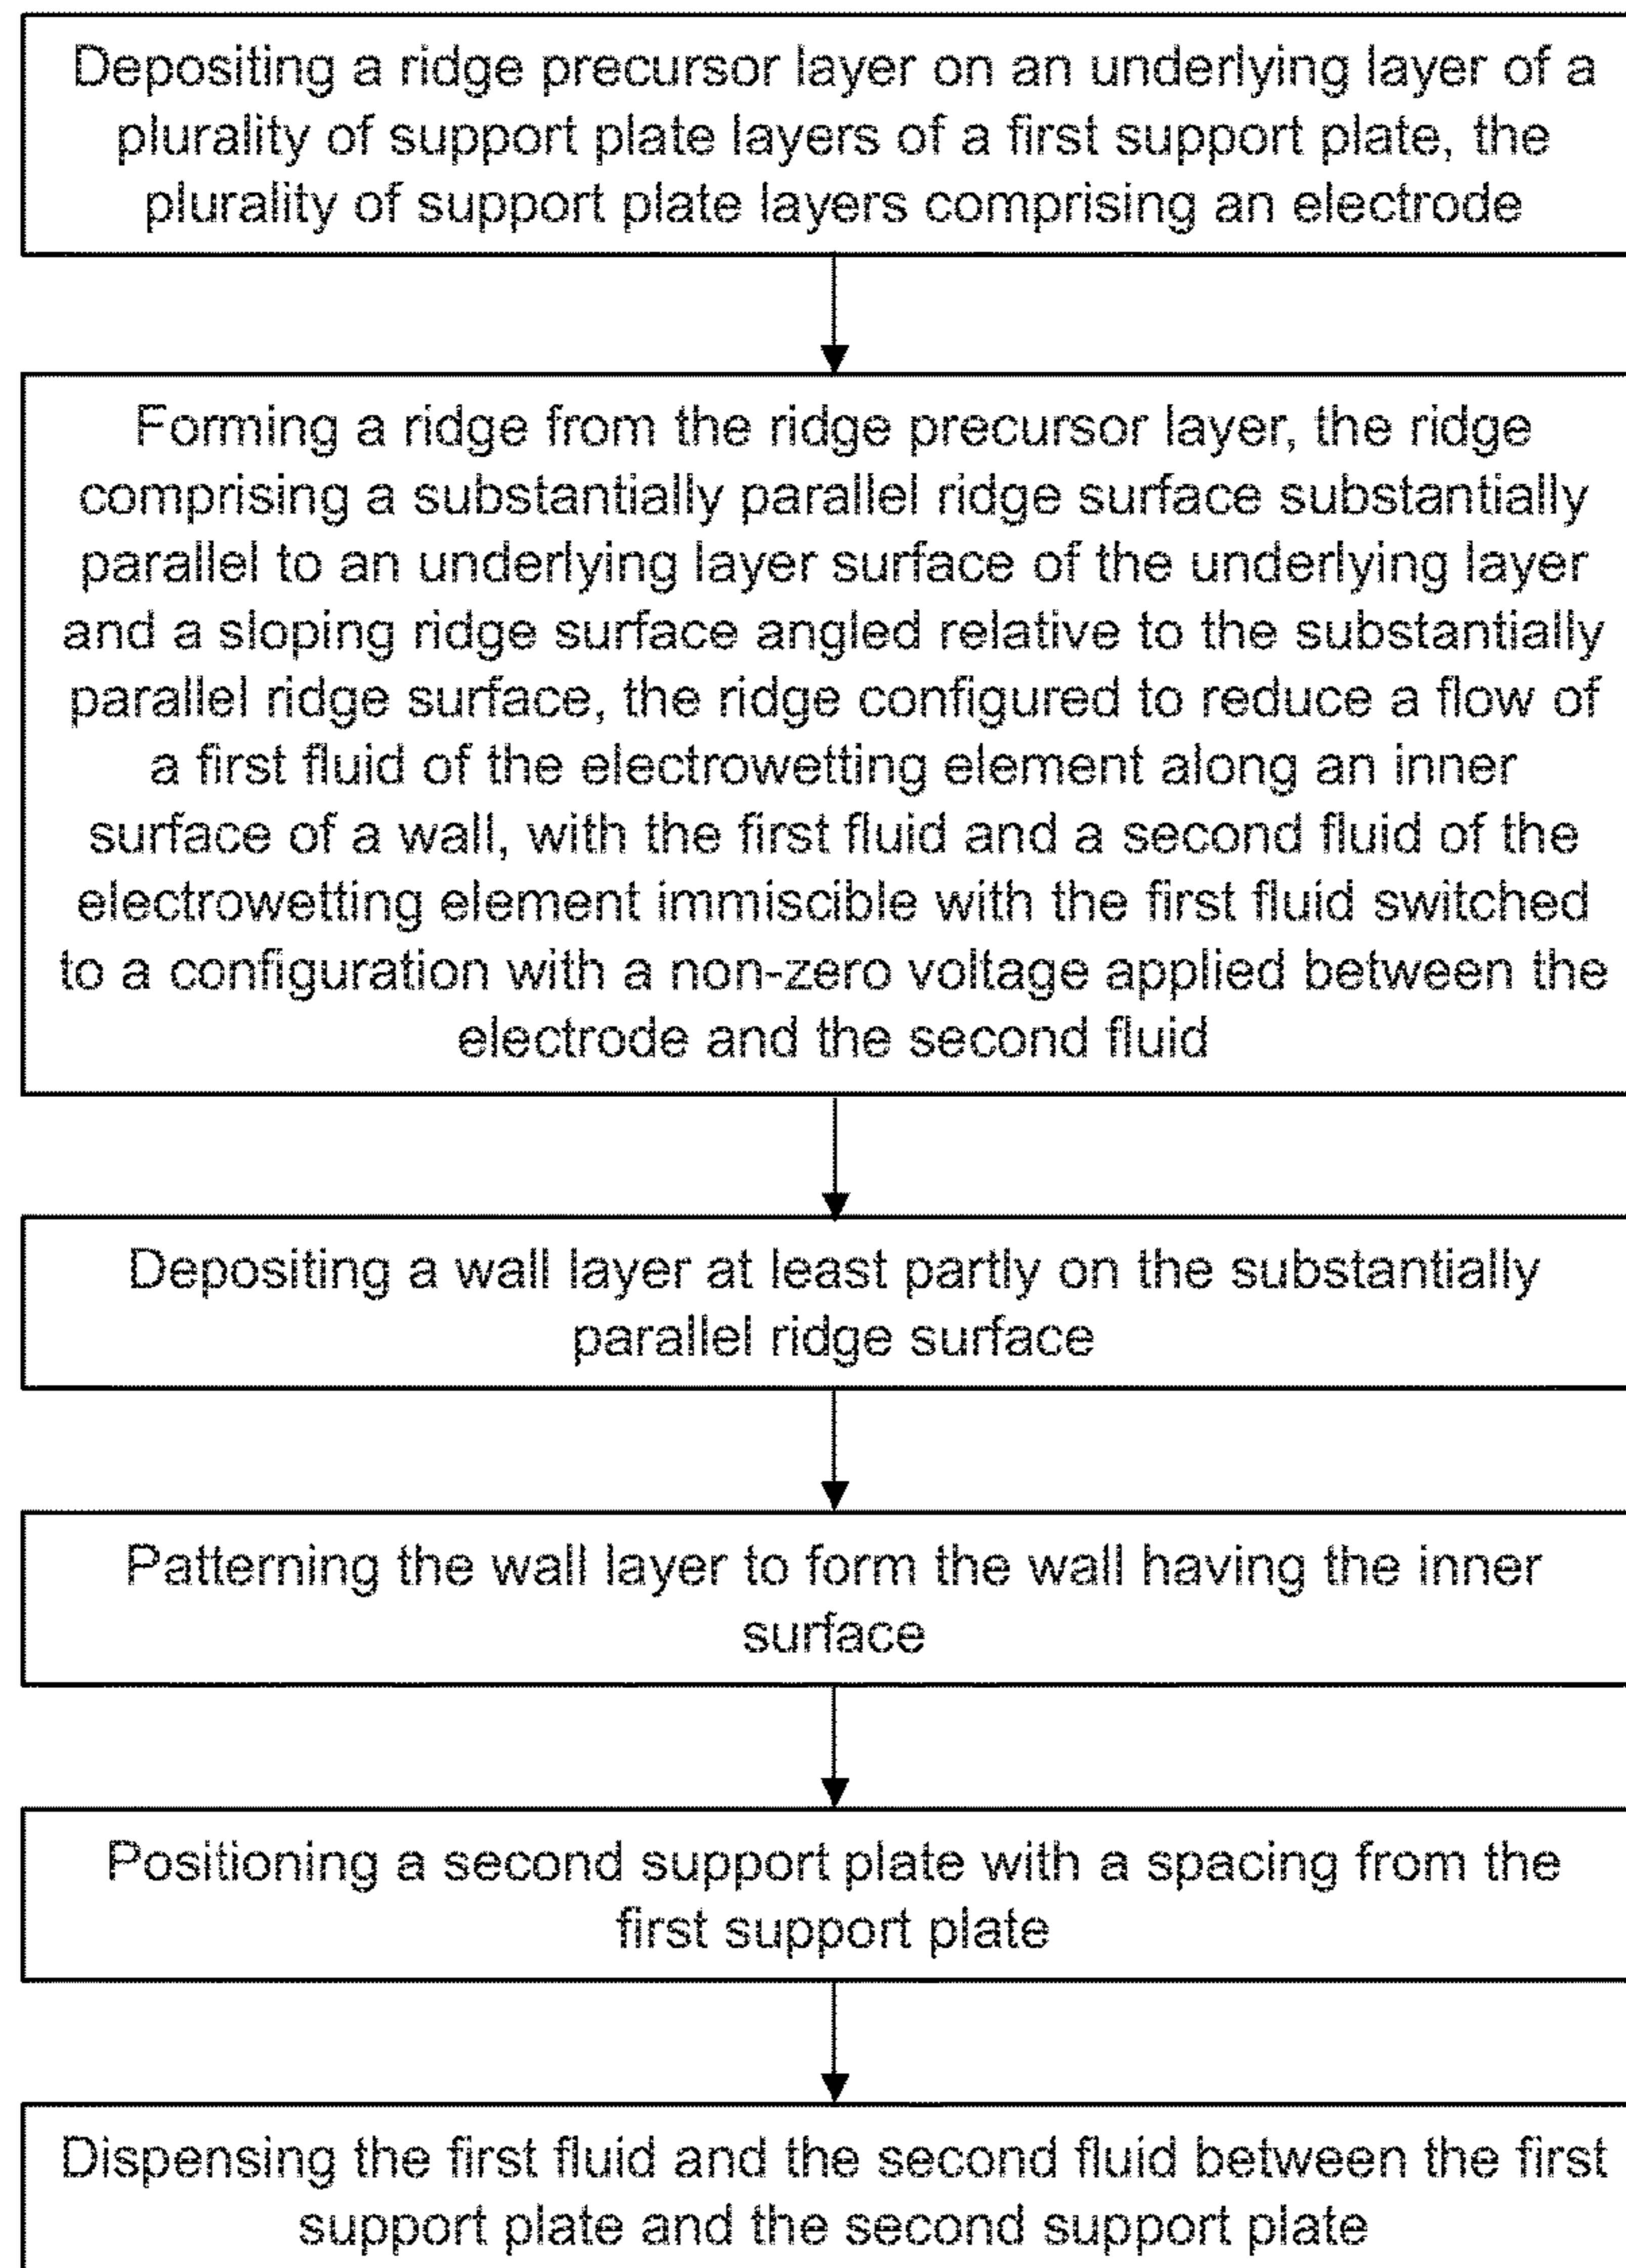 Depositing a ridge precursor layer on an underlying layer of a
plurality of support plate layers of a first support plate, the
plurality of support plate layers comprising an electrode
Forming a ridge from the ridge precursor layer, the ridge
comprising a substantially parallel ridge surface substantially
parallel to an underlying layer surface of the underlying layer
and a sloping ridge surface angled relative to the substantially
parallel ridge surface, the ridge configured to reduce a flow of
a first fluid of the electrowetting element along an inner
surface of a wall, with the first fluid and a second fluid of the
electrowetting element immiscible with the first fluid switched
to a configuration with a non-zero voltage applied between the
electrode and the second fluid
Depositing a wall layer at least partly on the substantially
parallel ridge surface
Patterning the wall layer to form the wall having the inner
surface
Positioning a second support plate with a spacing from the
first support plate
Dispensing the first fluid and the second fluid between the first
support plate and the second support plate